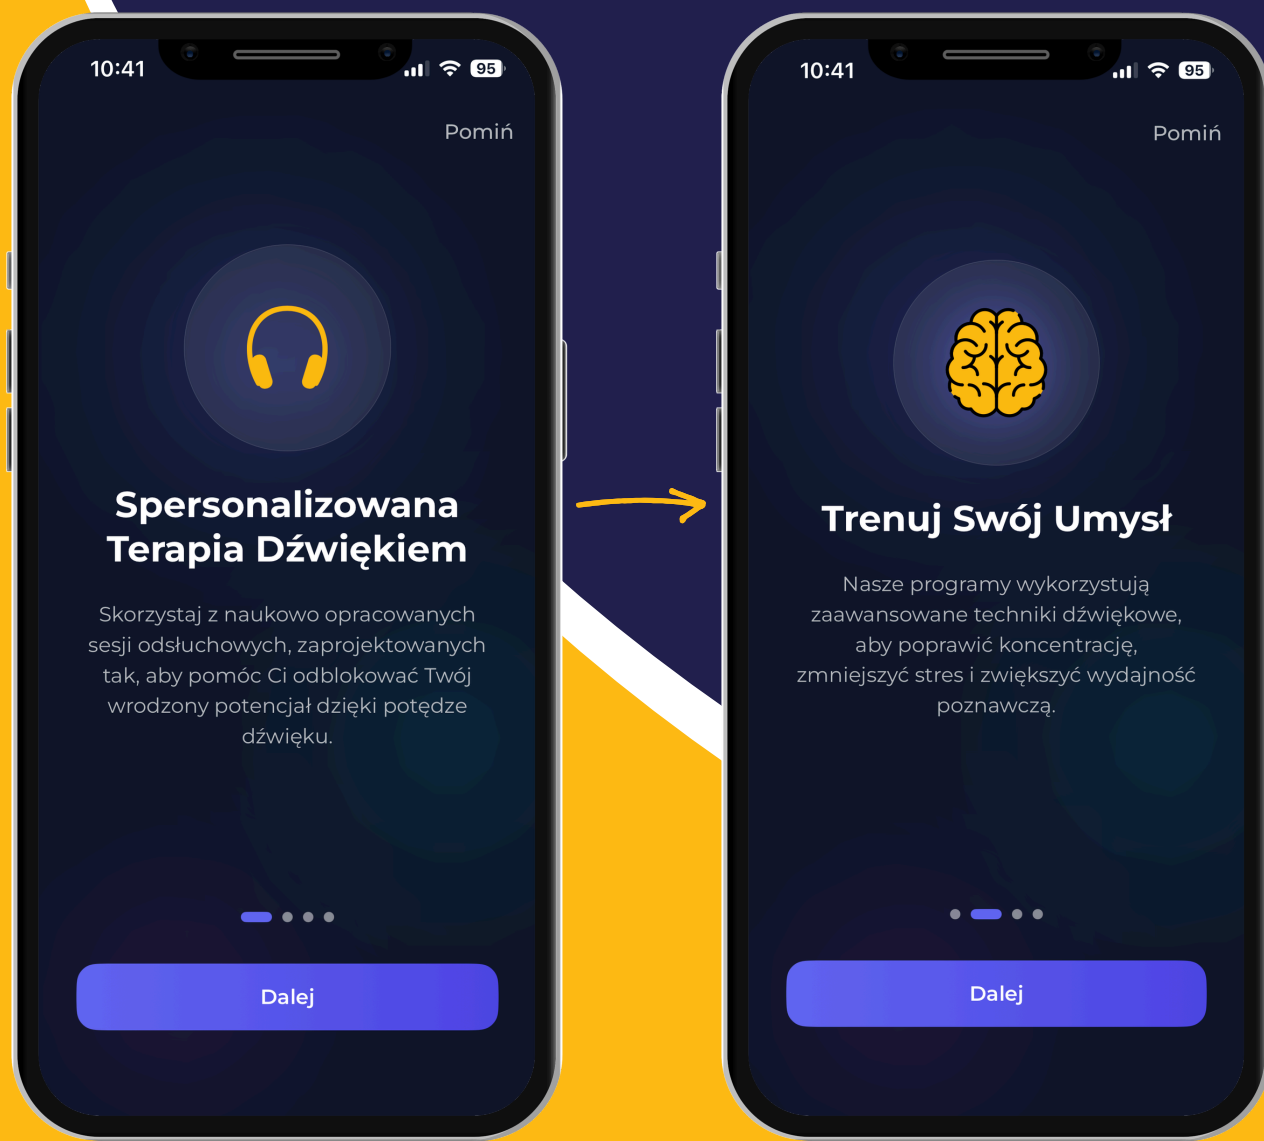 10:41
95
Pomiń
Spersonalizowana
Terapia Dźwiękiem
Skorzystaj z naukowo opracowanych
sesji odsłuchowych, zaprojektowanych
tak, aby pomóc Ci odblokować Twój
wrodzony potencjał dzięki potędze
dźwięku.
Dalej
10:41
95
Pomiń
Trenuj Swój Umysł
Nasze programy wykorzystują
zaawansowane techniki dźwiękowe,
aby poprawić koncentrację,
zmniejszyć stres i zwiększyć wydajność
poznawczą.
Dalej